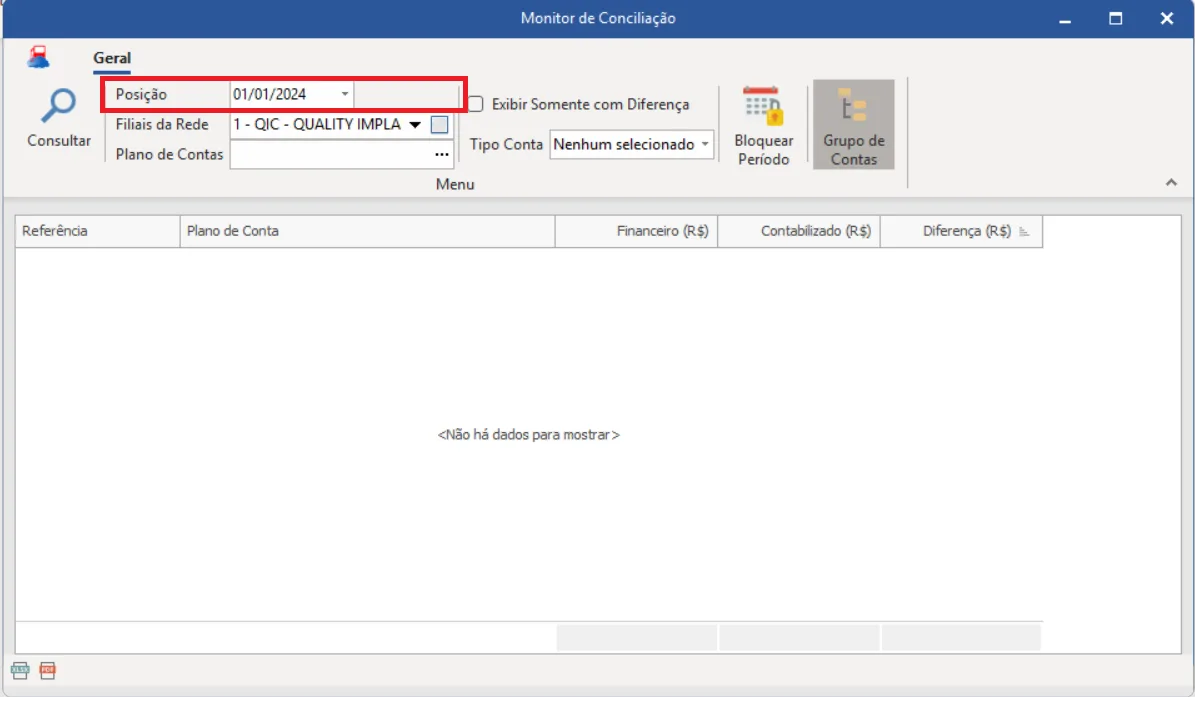 Monitor de Conciliação
Geral
Posição 01/01/2024
Exibir Somente com Diferença
Filiais da Rede 1 - QIC - QUALITY IMPLA
Consultar
Tipo Conta Nenhum selecionado
Bloquear Período
Grupo de Contas
Plano de Contas ...
Menu
Referência Plano de Conta Financeiro (R$) Contabilizado (R$) Diferença (R$)
<Não há dados para mostrar>
PDF